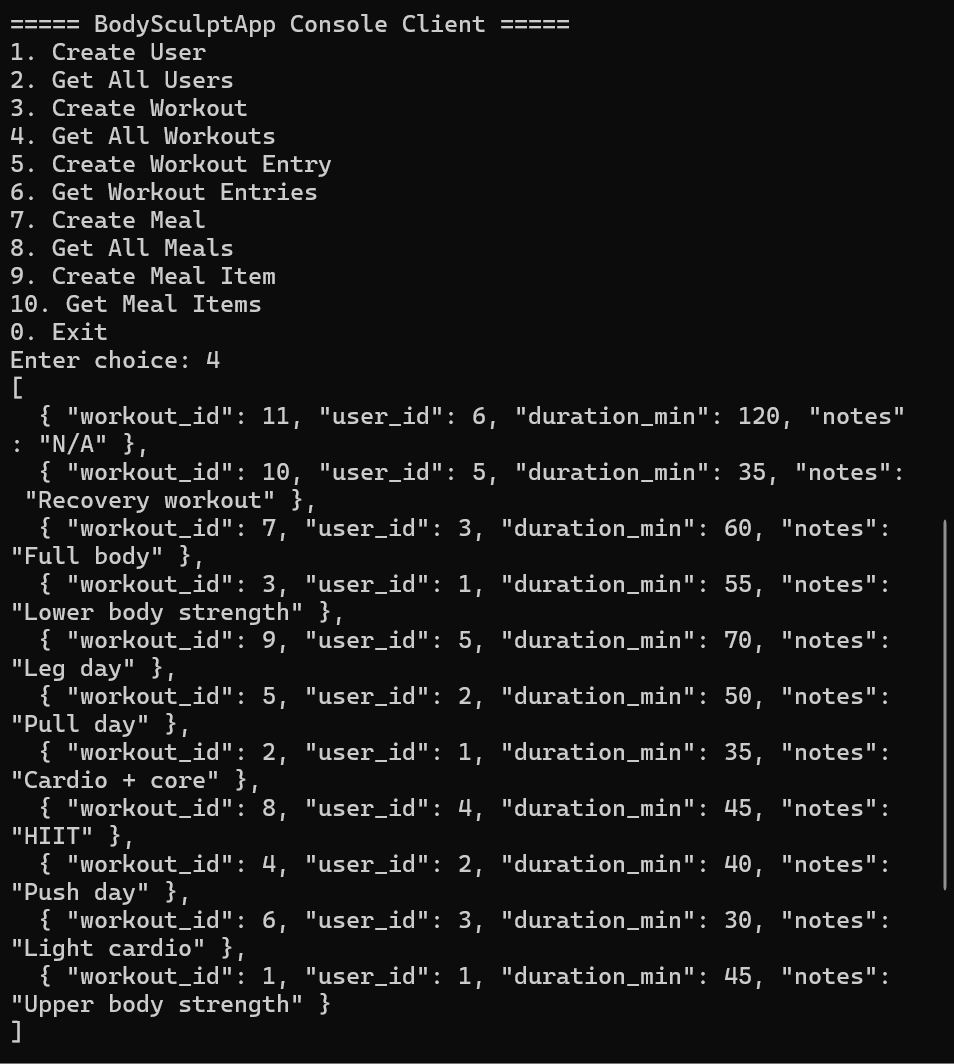 ===== BodySculptApp Console Client =====
1. Create User
2. Get All Users
3. Create Workout
4. Get All Workouts
5. Create Workout Entry
6. Get Workout Entries
7. Create Meal
8. Get All Meals
9. Create Meal Item
10. Get Meal Items
0. Exit
Enter choice: 4
[
  { "workout_id": 11, "user_id": 6, "duration_min": 120, "notes"
: "N/A" },
  { "workout_id": 10, "user_id": 5, "duration_min": 35, "notes":
 "Recovery workout" },
  { "workout_id": 7, "user_id": 3, "duration_min": 60, "notes":
"Full body" },
  { "workout_id": 3, "user_id": 1, "duration_min": 55, "notes":
"Lower body strength" },
  { "workout_id": 9, "user_id": 5, "duration_min": 70, "notes":
"Leg day" },
  { "workout_id": 5, "user_id": 2, "duration_min": 50, "notes":
"Pull day" },
  { "workout_id": 2, "user_id": 1, "duration_min": 35, "notes":
"Cardio + core" },
  { "workout_id": 8, "user_id": 4, "duration_min": 45, "notes":
"HIIT" },
  { "workout_id": 4, "user_id": 2, "duration_min": 40, "notes":
"Push day" },
  { "workout_id": 6, "user_id": 3, "duration_min": 30, "notes":
"Light cardio" },
  { "workout_id": 1, "user_id": 1, "duration_min": 45, "notes":
"Upper body strength" }
]